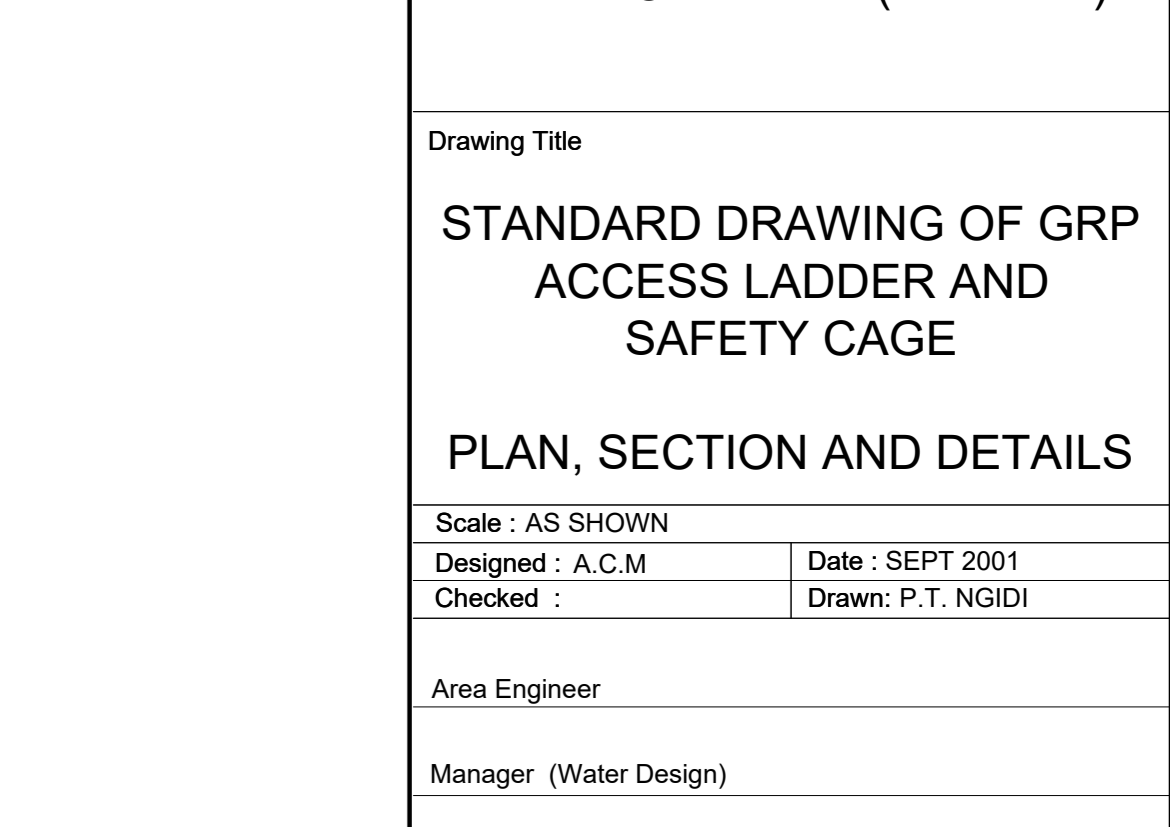 Drawing Title
STANDARD DRAWING OF GRP
ACCESS LADDER AND
SAFETY CAGE
PLAN, SECTION AND DETAILS
Scale : AS SHOWN
Designed : A.C.M
Date : SEPT 2001
Checked :
Drawn: P.T. NGIDI
Area Engineer
Manager (Water Design)